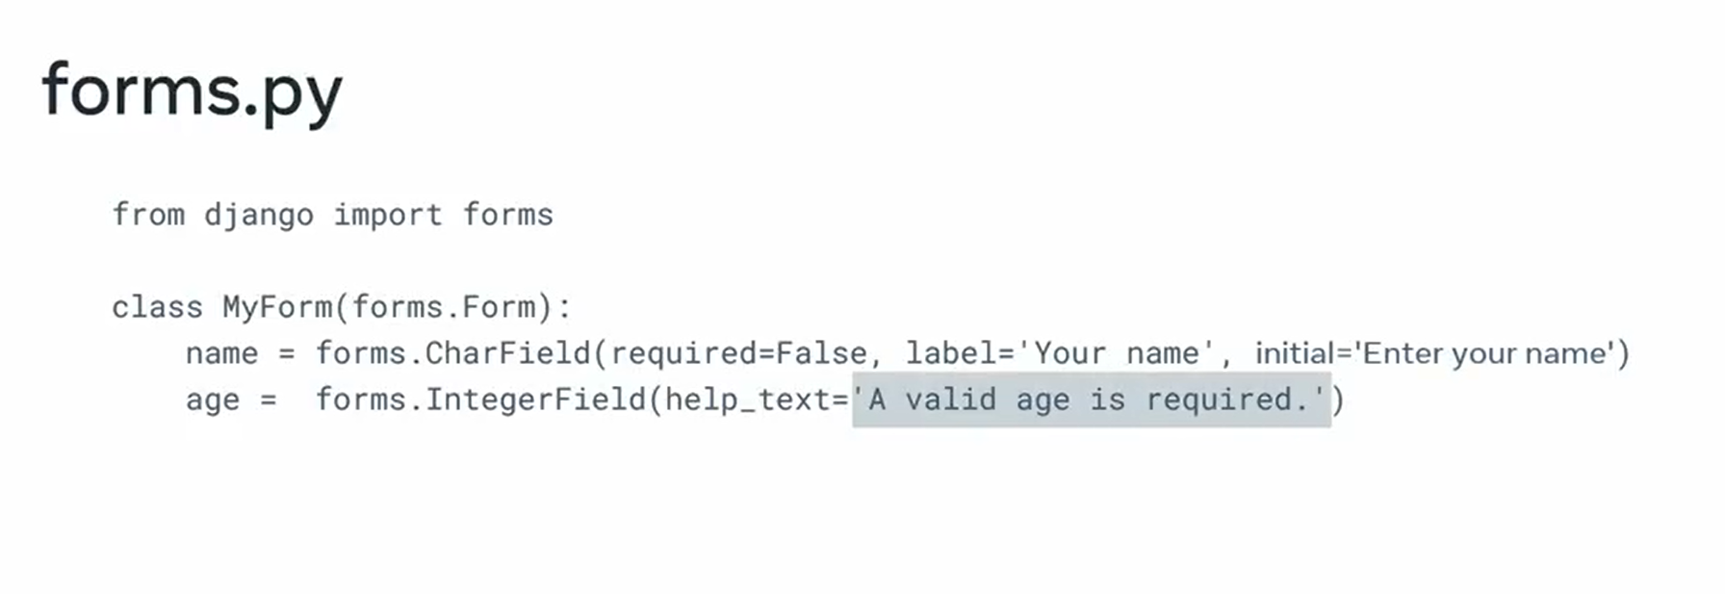 forms.py
from django import forms
class MyForm(forms.Form):
    name = forms.CharField(required=False, label='Your name', initial='Enter your name')
    age =  forms.IntegerField(help_text='A valid age is required.')